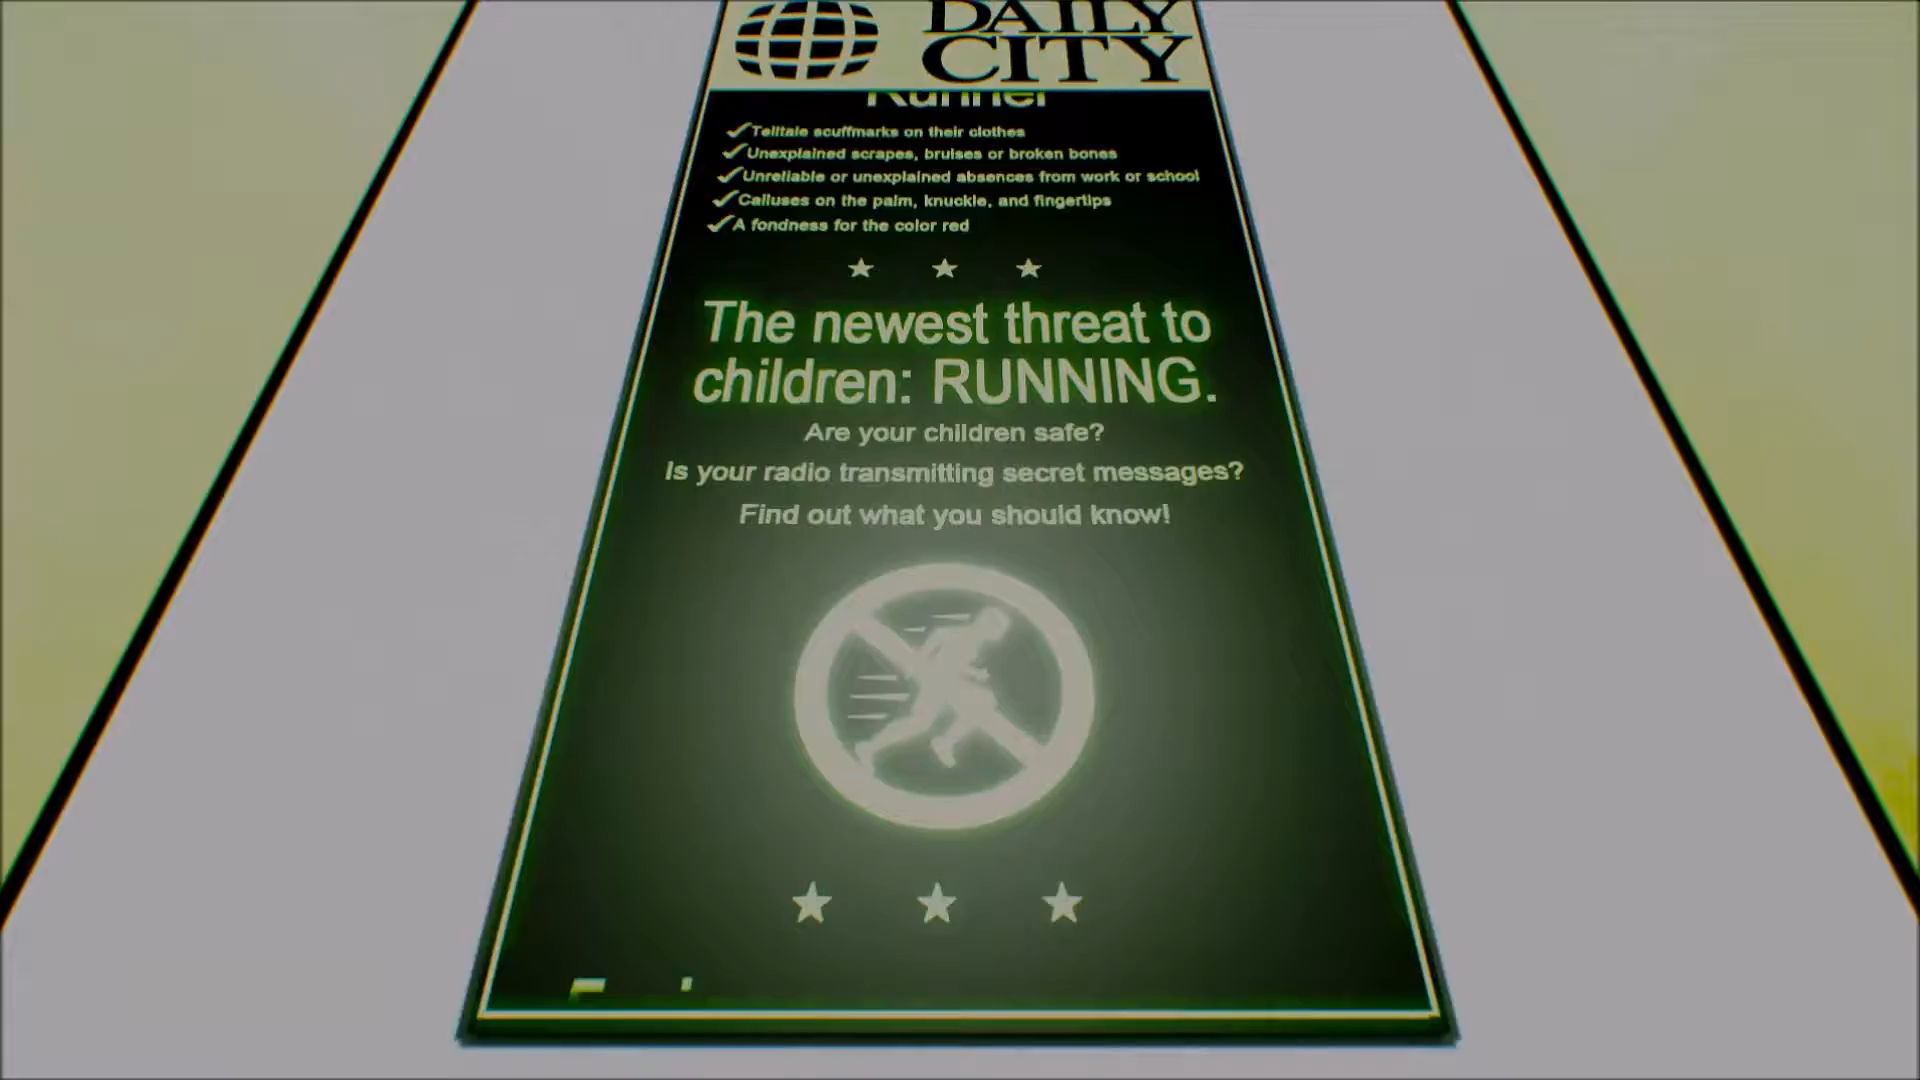 DAILY
CITY
Runner
Telltale scuffmarks on their clothes
Unexplained scrapes, bruises or broken bones
Unreliable or unexplained absences from work or school
Calluses on the palm, knuckle, and fingertips
A fondness for the color red
The newest threat to
children: RUNNING.
Are your children safe?
Is your radio transmitting secret messages?
Find out what you should know!